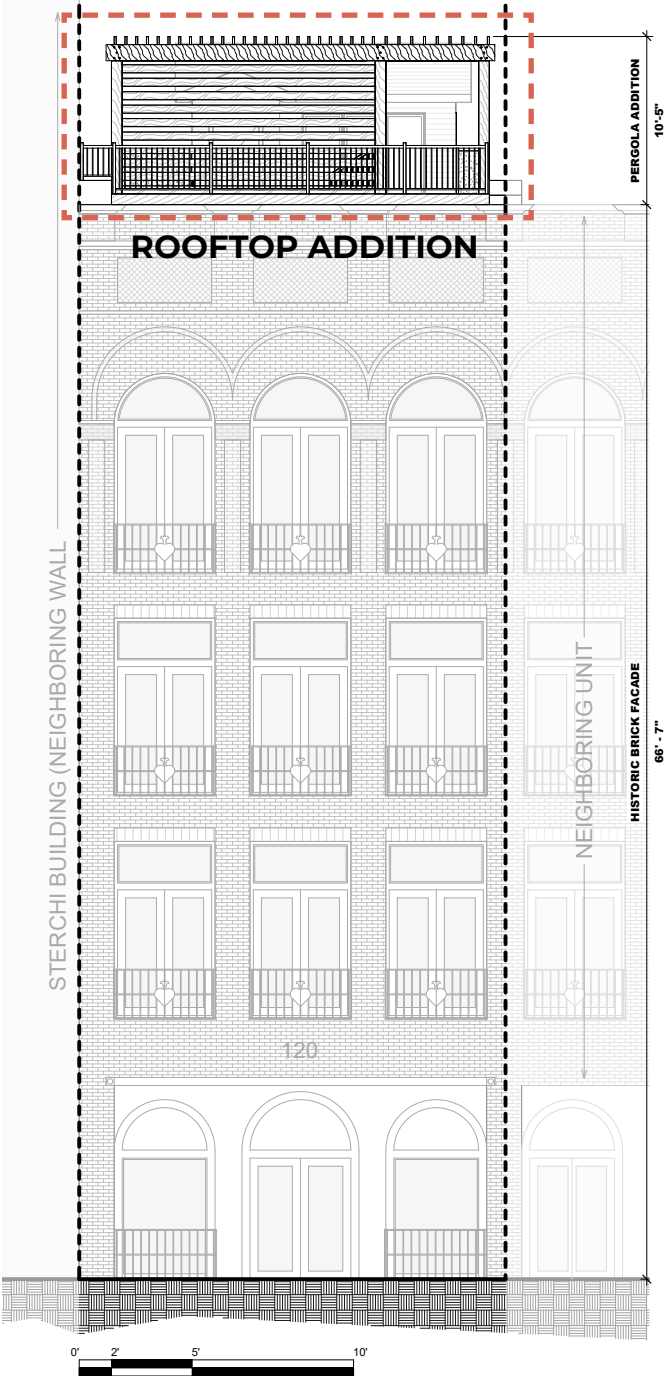 PERGOLA ADDITION
10'-5"
ROOFTOP ADDITION
STERCHI BUILDING (NEIGHBORING WALL
NEIGHBORING UNIT
HISTORIC BRICK FACADE
66' - 7"
120
0' 2' 5' 10'